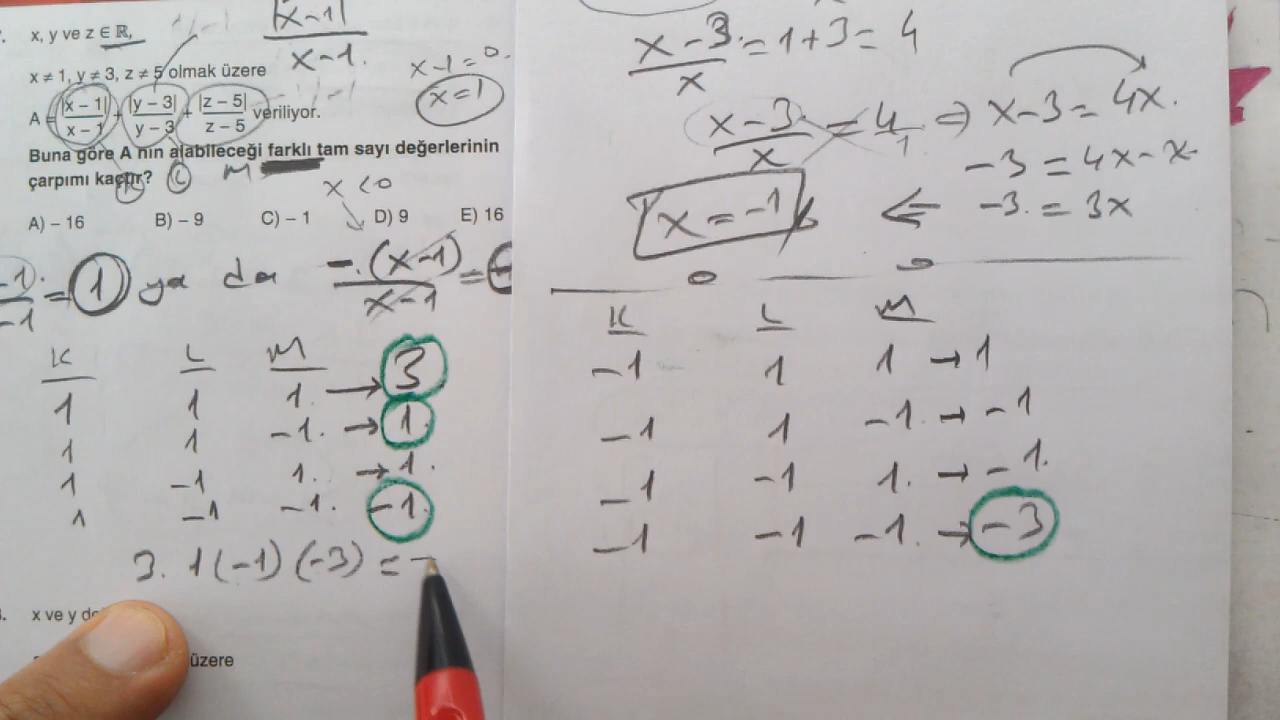 x, y ve z ∈ ℝ,
|x-1|
x-1.
x ≠ 1, y ≠ 3, z ≠ 5 olmak üzere
x-1=0.
x=1
A = |x – 1| / x – 1 + |y – 3| / y – 3 + |z – 5| / z – 5 veriliyor.
Buna göre A nın alabileceği farklı tam sayı değerlerinin
çarpımı kaçtır?
K L M
x<0
A) – 16 B) – 9 C) – 1 D) 9 E) 16
= 1 ya da -.(x-1) / x-1 =
K L M
1 1 1. → 3
1 1 -1. → 1.
1 -1 1. → 1.
1 -1 -1. → -1.
3. 1(-1)(-3) = -
x ve y
üzere
x-3 / x = 1+3 = 4
x-3 / x = 4 / 1 ⇒ x-3 = 4x.
-3 = 4x-x
x = -1 ⇐ -3 = 3x
K L M
-1 1 1 → 1
-1 1 -1. → -1
-1 -1 1. → -1.
-1 -1 -1. → -3